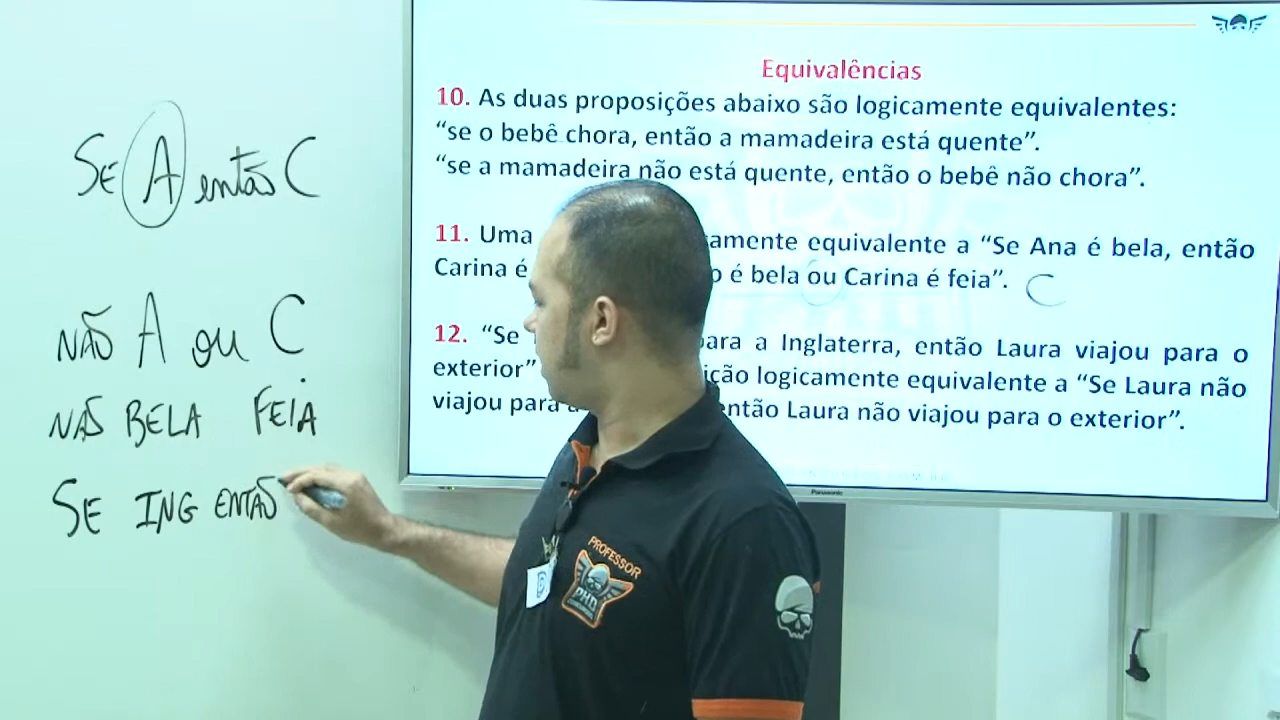 SE A então C
NÃO A ou C
NÃO BELA FEIA
SE ING ENTÃO
Equivalências
10. As duas proposições abaixo são logicamente equivalentes:
“se o bebê chora, então a mamadeira está quente”.
“se a mamadeira não está quente, então o bebê não chora”.
11. Uma amente equivalente a “Se Ana é bela, então
Carina é é bela ou Carina é feia”. C
12. “Se para a Inglaterra, então Laura viajou para o
exterior” logicamente equivalente a “Se Laura não
viajou para então Laura não viajou para o exterior”.
Panasonic
PROFESSOR
PHD